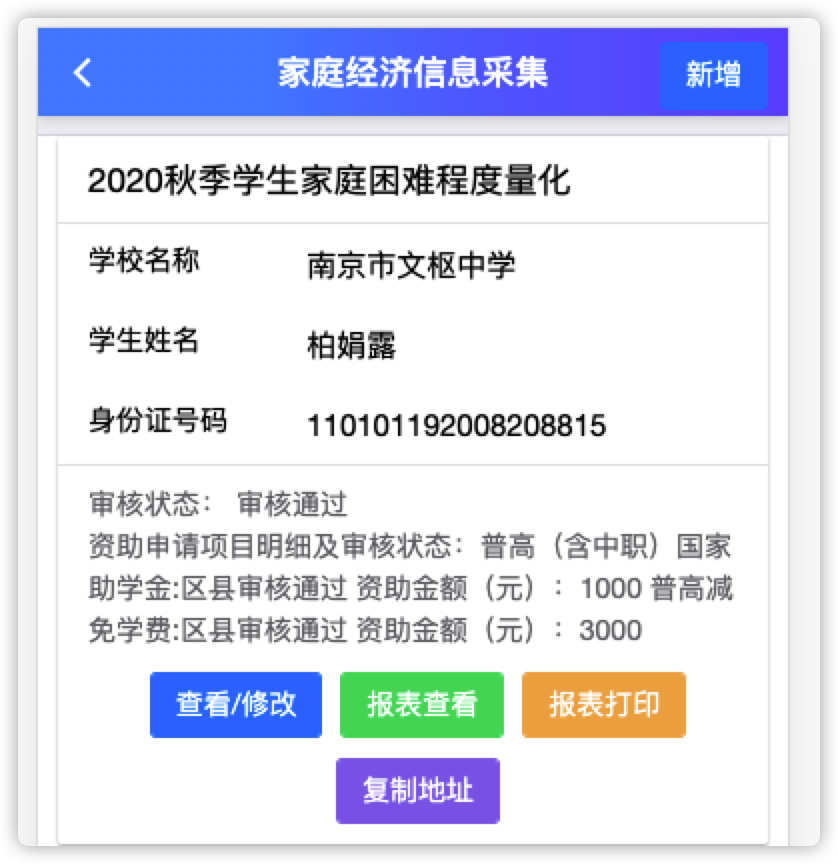 家庭经济信息采集
新增
2020秋季学生家庭困难程度量化
学校名称 南京市文枢中学
学生姓名 柏娟露
身份证号码 110101192008208815
审核状态： 审核通过
资助申请项目明细及审核状态：普高（含中职）国家
助学金:区县审核通过 资助金额（元）：1000 普高减
免学费:区县审核通过 资助金额（元）：3000
查看/修改 报表查看 报表打印
复制地址